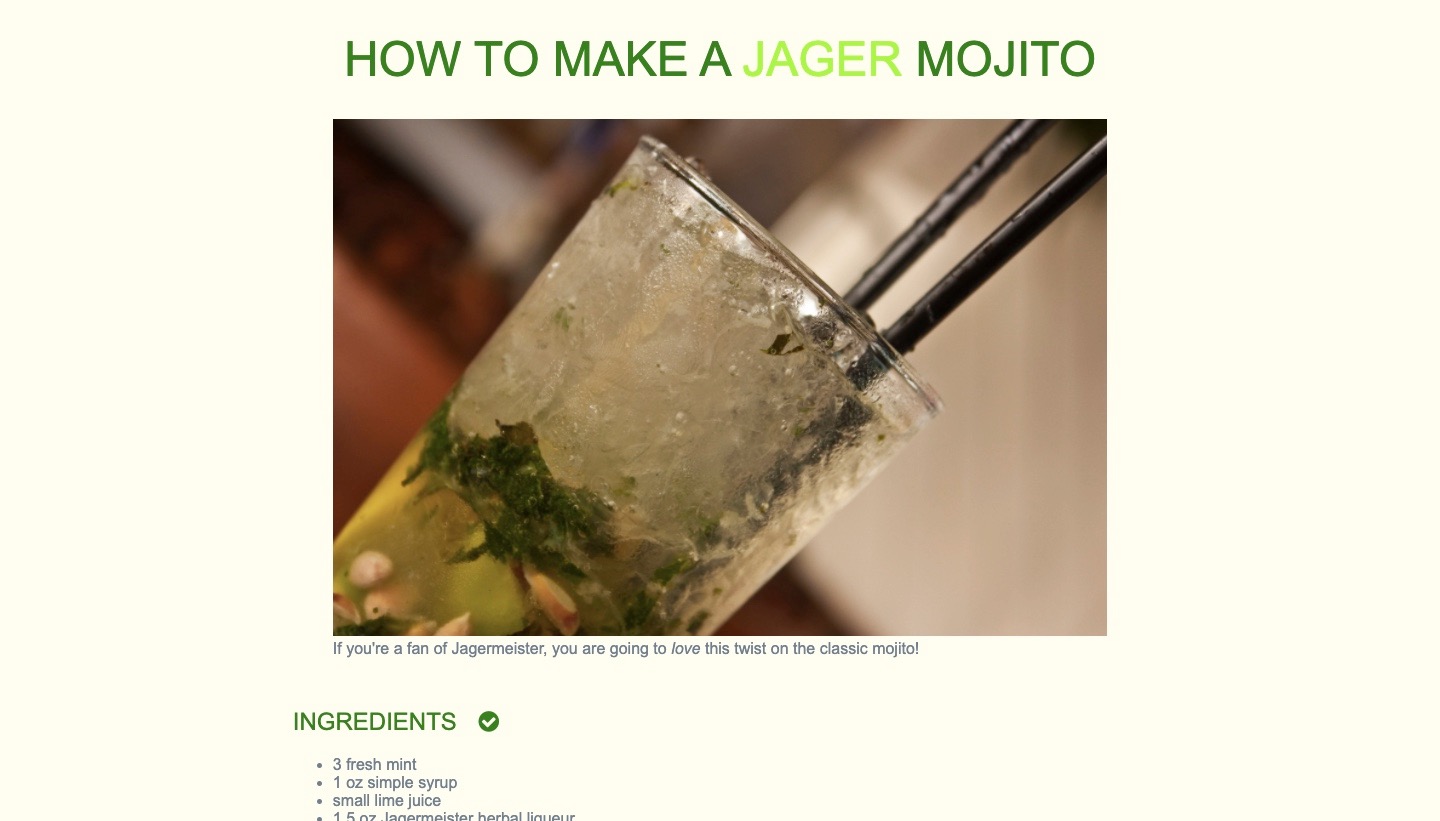 HOW TO MAKE A JAGER MOJITO
If you're a fan of Jagermeister, you are going to love this twist on the classic mojito!
INGREDIENTS
3 fresh mint
1 oz simple syrup
small lime juice
1.5 oz Jagermeister herbal liqueur